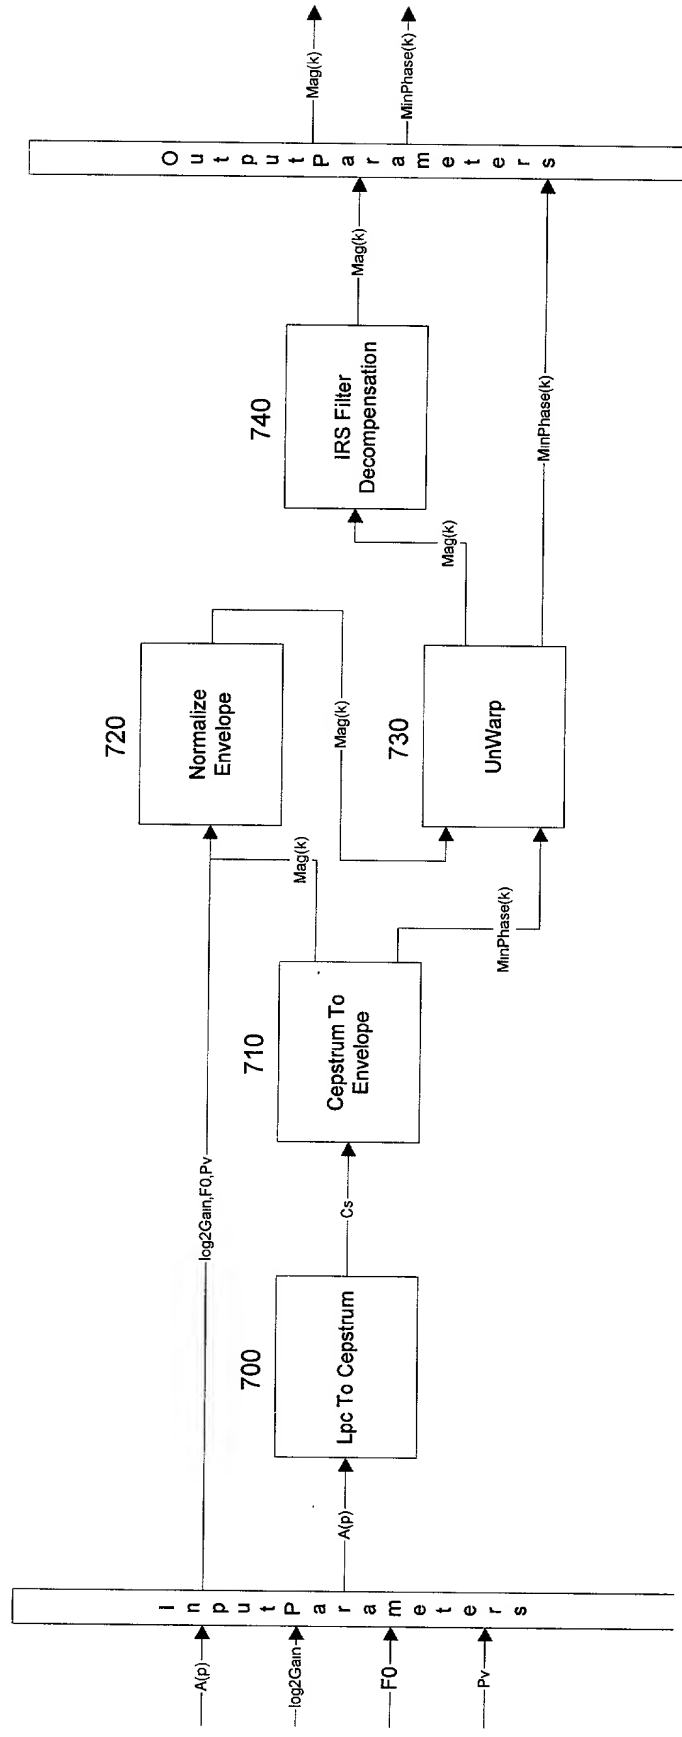 A(p)
log2Gain
F0
Pv
Input Parameters
log2Gain,F0,Pv
A(p)
700
Lpc To Cepstrum
Cs
710
Cepstrum To
Envelope
Mag(k)
MinPhase(k)
720
Normalize
Envelope
Mag(k)
730
UnWarp
Mag(k)
MinPhase(k)
740
IRS Filter
Decompensation
Mag(k)
Output Parameters
Mag(k)
MinPhase(k)